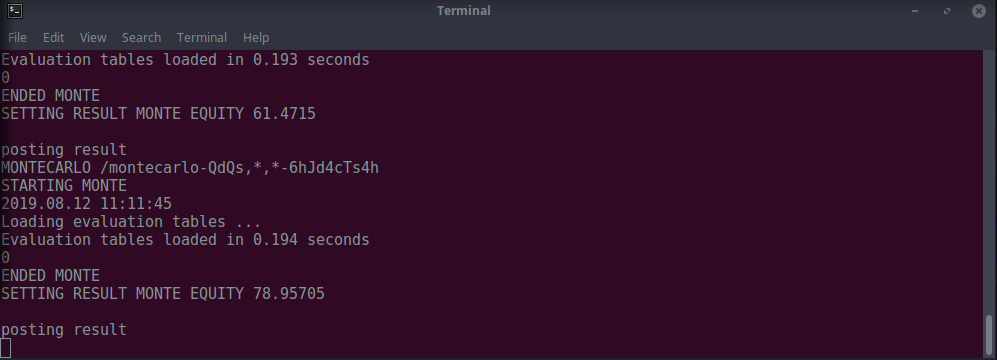 Terminal
File Edit View Search Terminal Help
Evaluation tables loaded in 0.193 seconds
0
ENDED MONTE
SETTING RESULT MONTE EQUITY 61.4715
posting result
MONTECARLO /montecarlo-QdQs,*,*-6hJd4cTs4h
STARTING MONTE
2019.08.12 11:11:45
Loading evaluation tables ...
Evaluation tables loaded in 0.194 seconds
0
ENDED MONTE
SETTING RESULT MONTE EQUITY 78.95705
posting result